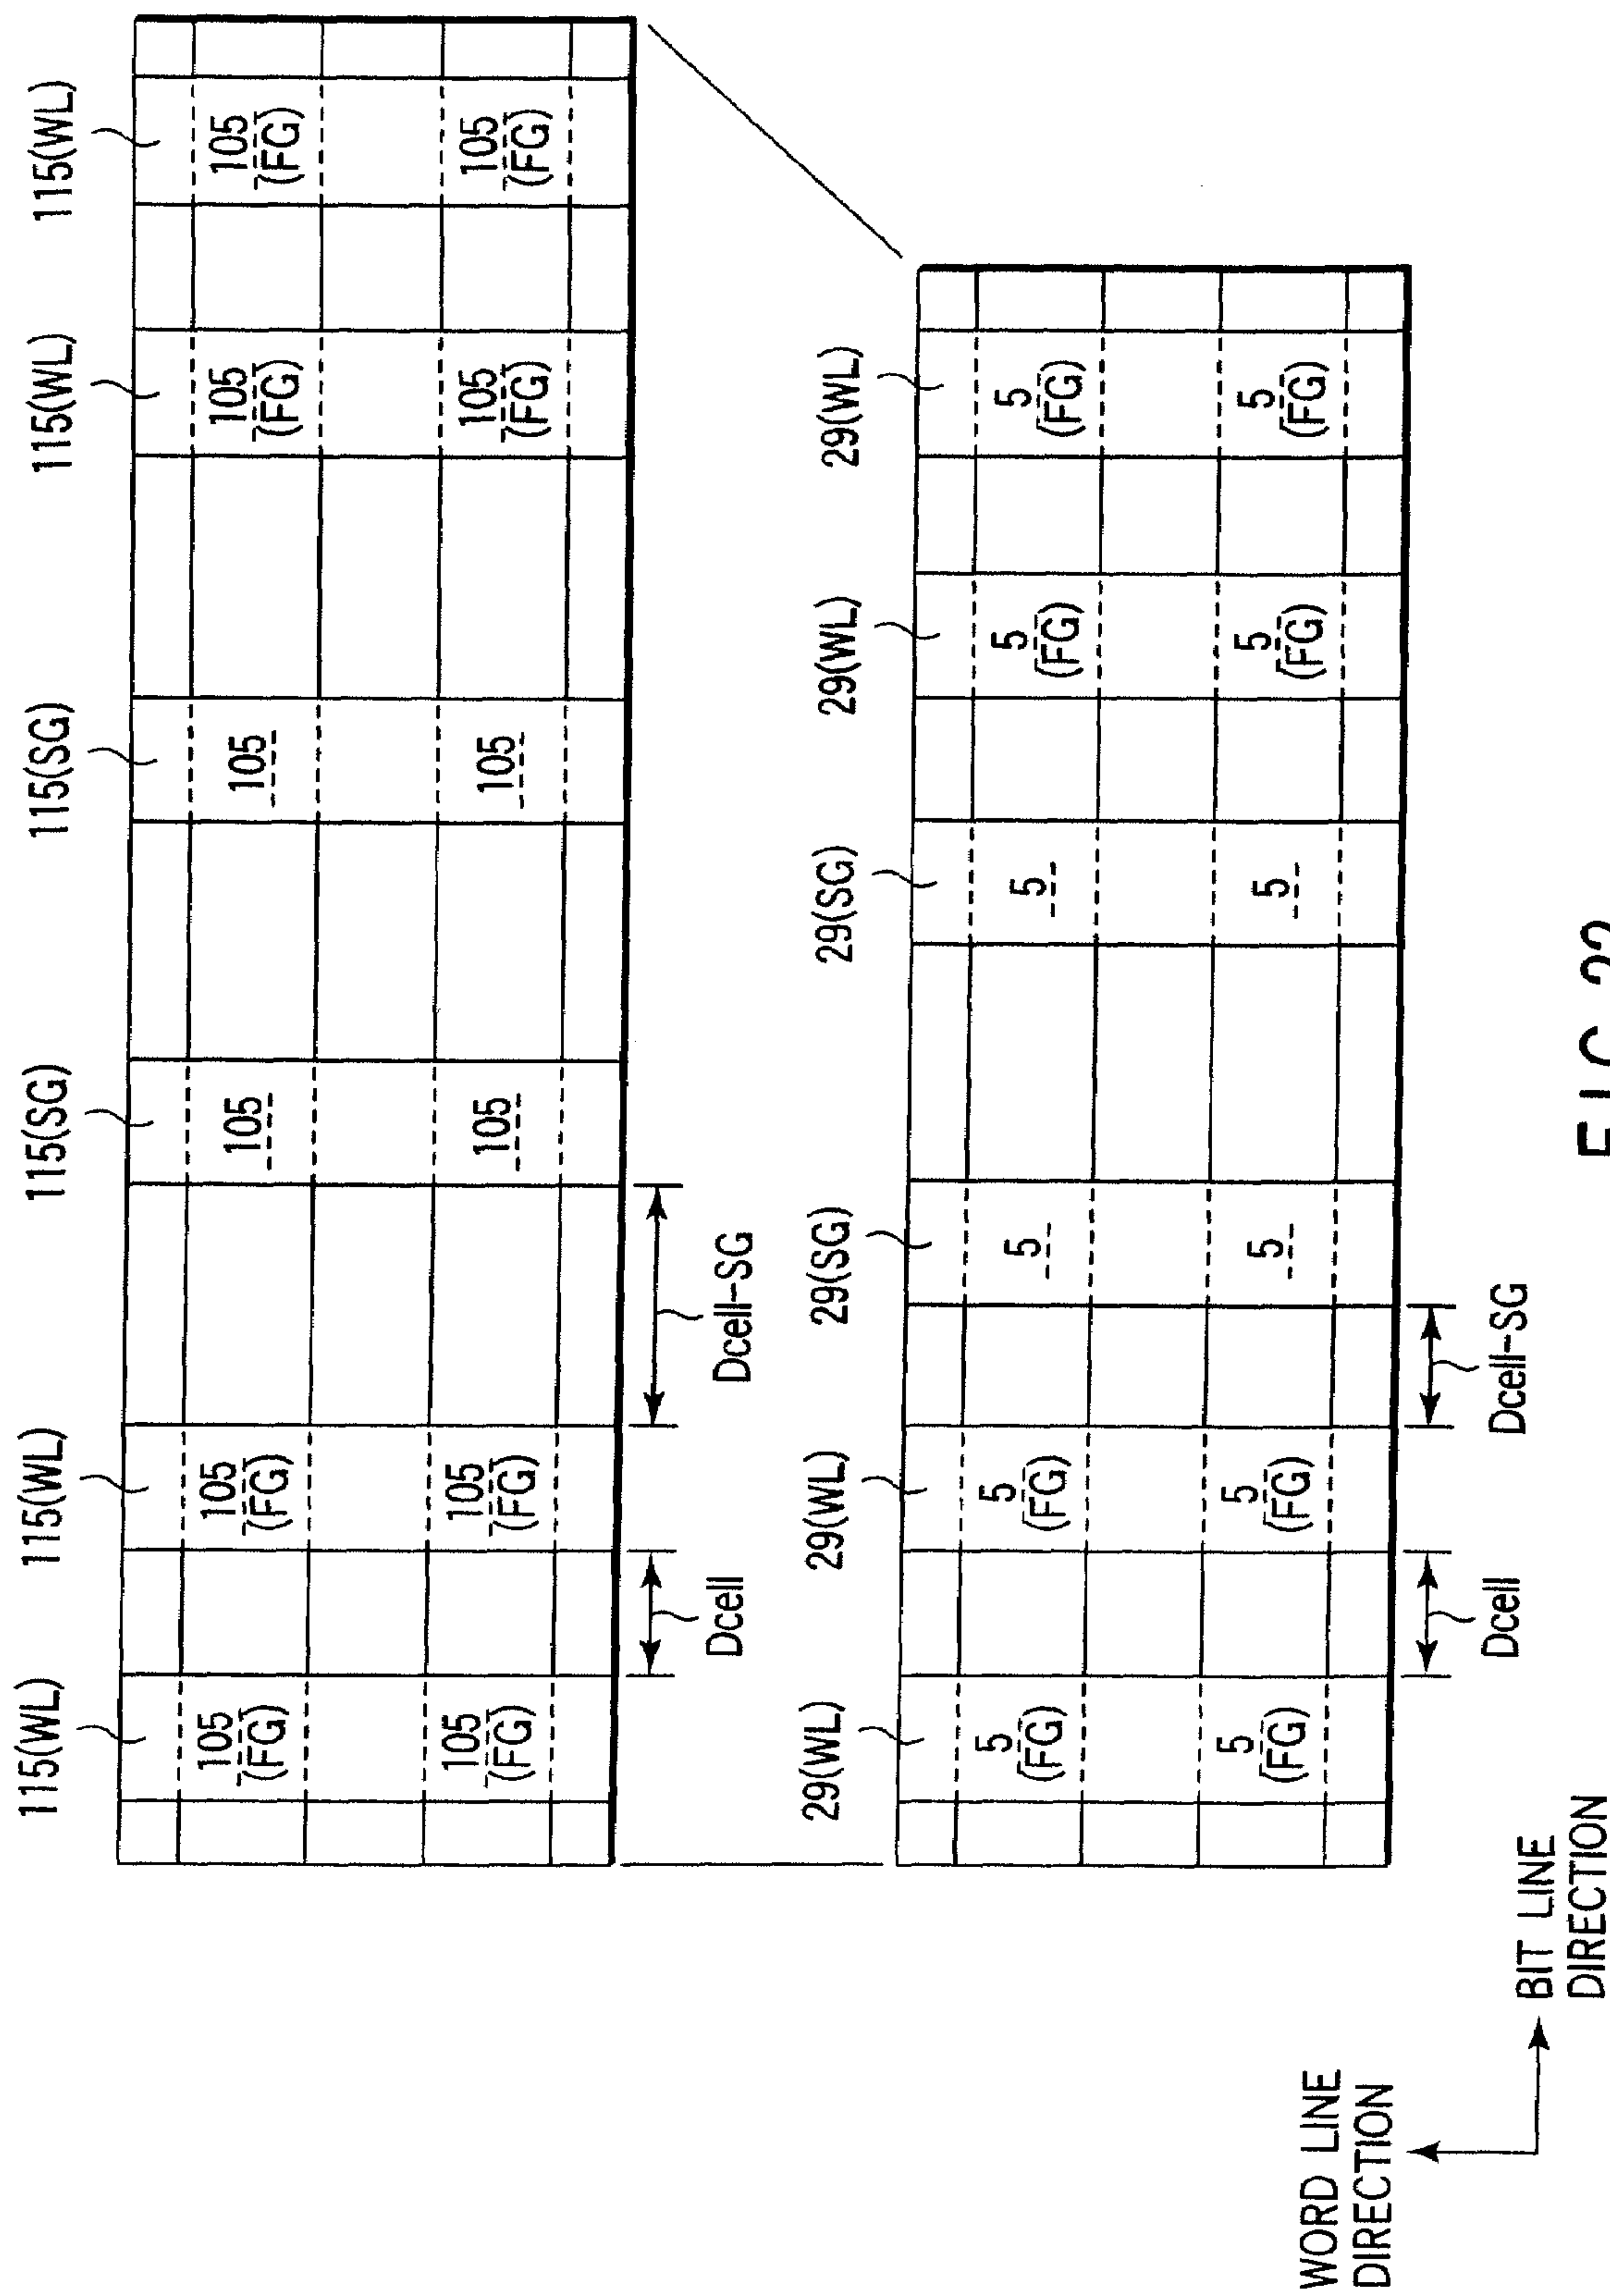 115(WL) 115(WL) 115(SG) 115(SG) 115(WL) 115(WL)
105 105 105 105 105 105
(FG) (FG) (FG) (FG)
105 105 105 105 105 105
(FG) (FG) (FG) (FG)
Dcell Dcell-SG
29(WL) 29(WL) 29(SG) 29(SG) 29(WL) 29(WL)
5 5 5 5 5 5
(FG) (FG) (FG) (FG)
5 5 5 5 5 5
(FG) (FG) (FG) (FG)
Dcell Dcell-SG
WORD LINE
DIRECTION
BIT LINE
DIRECTION